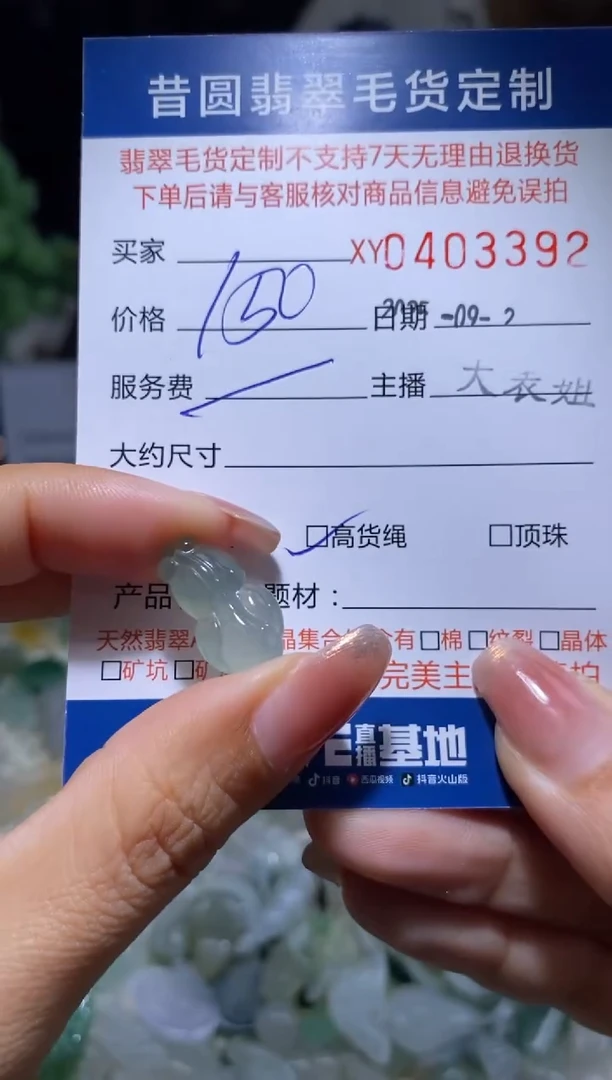 昔圆翡翠毛货定制
翡翠毛货定制不支持7天无理由退换货
下单后请与客服核对商品信息避免误拍
买家 XY0403392
价格 150 日期 2025-09-2
服务费 主播 大表姐
大约尺寸
高货绳 顶珠
产品 题材：
天然翡翠 晶集合 有 棉 纹裂 晶体
矿坑 完美主 拍
直播基地
抖音 西瓜视频 抖音火山版